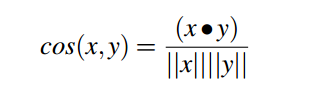 cos(x, y) = (x • y) / ||x||||y||